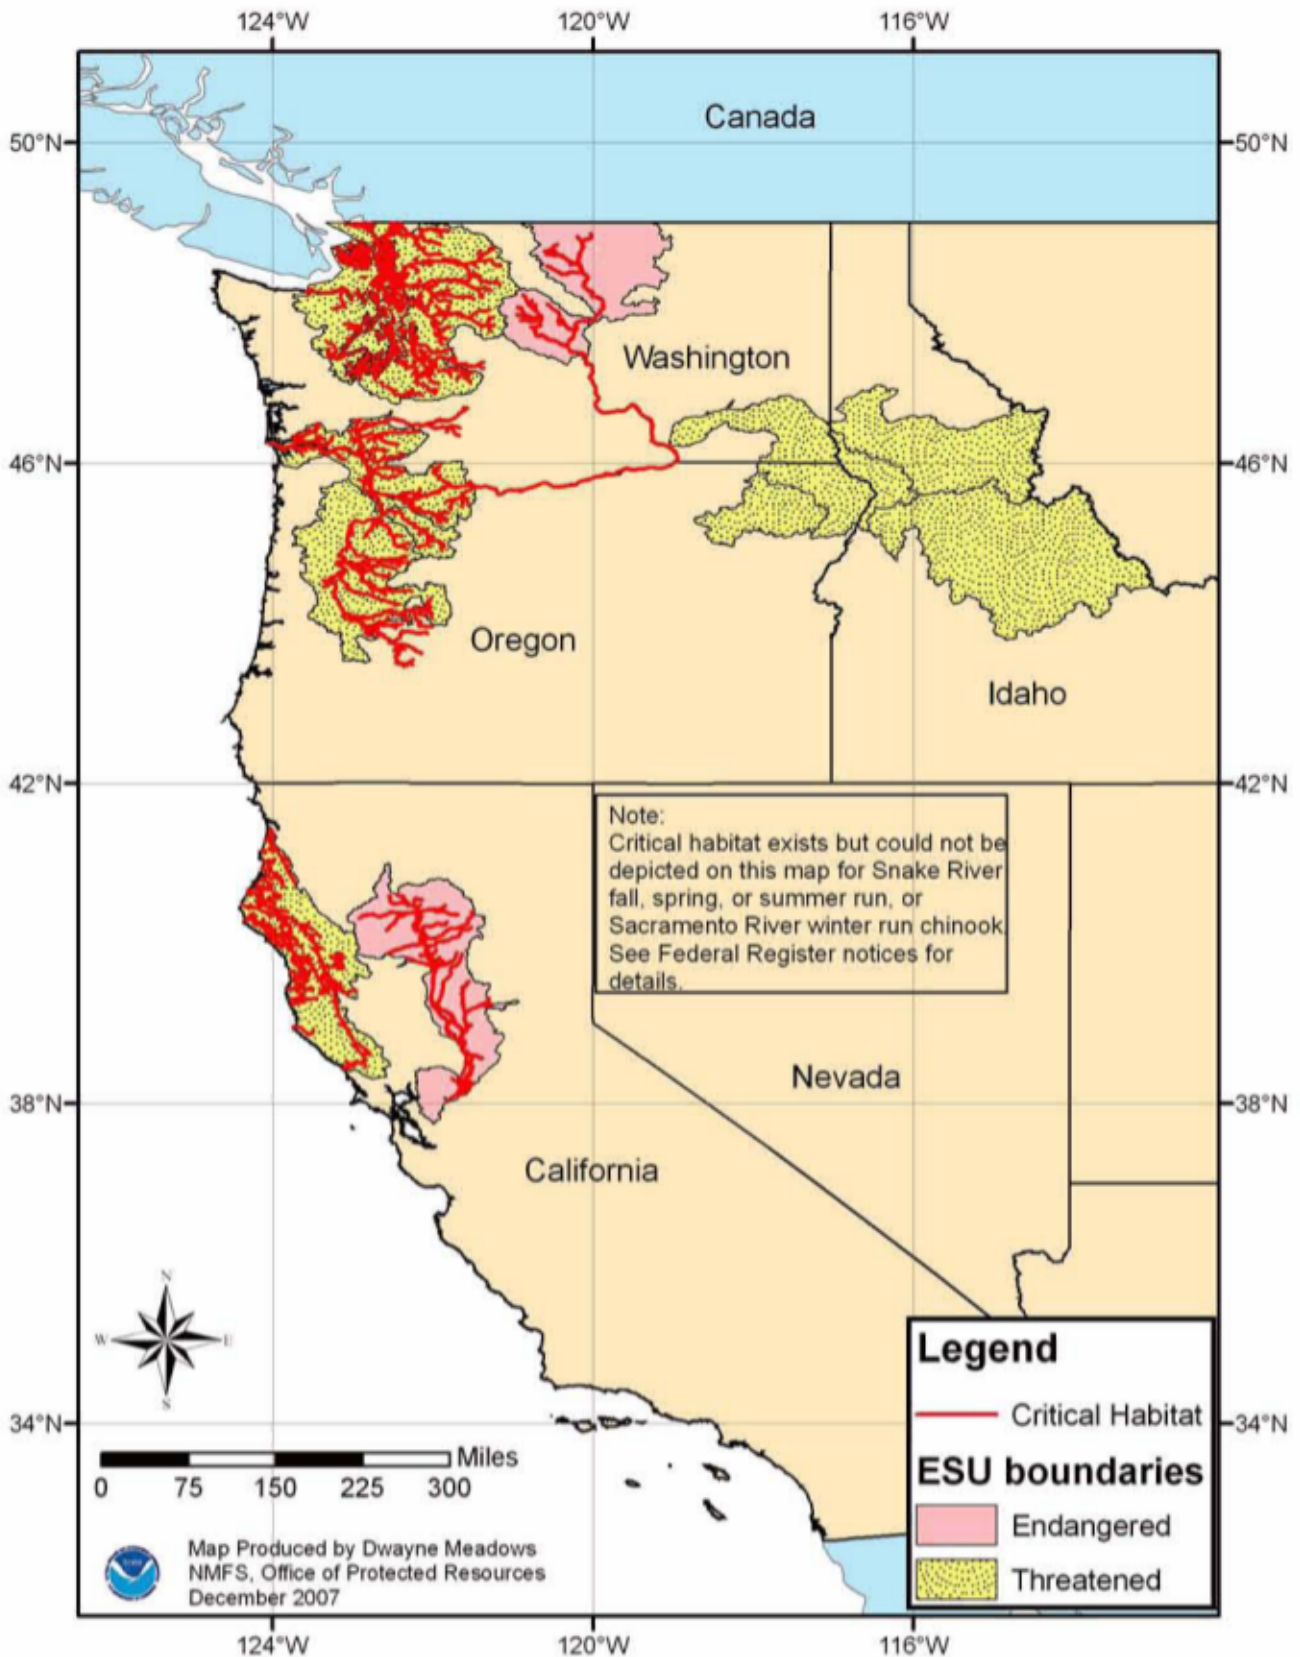 124°W 120°W 116°W
Canada
50°N 50°N
Washington
46°N 46°N
Oregon
Idaho
42°N 42°N
Note:
Critical habitat exists but could not be
depicted on this map for Snake River
fall, spring, or summer run, or
Sacramento River winter run chinook.
See Federal Register notices for
details.
Nevada
38°N 38°N
California
N
W E
S
Legend
Critical Habitat
34°N 34°N
ESU boundaries
Endangered
Threatened
Miles
0 75 150 225 300
Map Produced by Dwayne Meadows
NMFS, Office of Protected Resources
December 2007
124°W 120°W 116°W